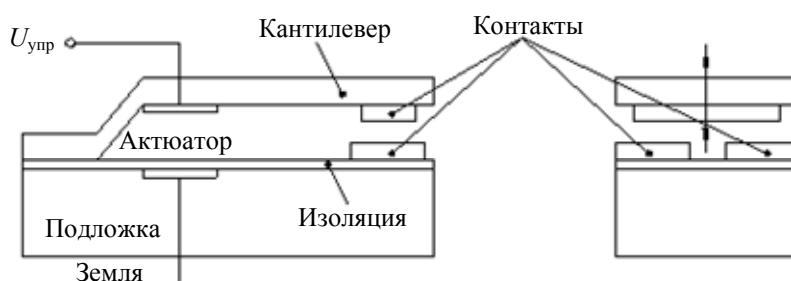 Контакты
Кантилевер
Uупр
Актюатор
Изоляция
Подложка
Земля